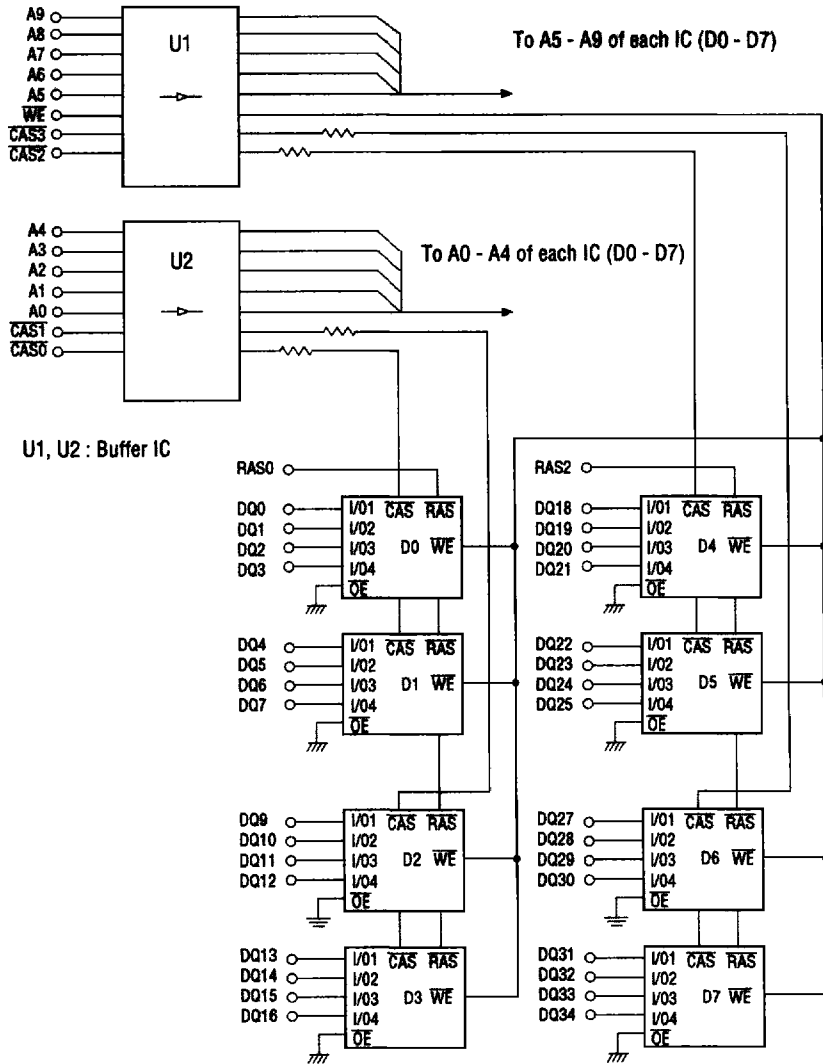 A9
A8
A7
A6
A5
WE
CAS3
CAS2
U1
To A5 - A9 of each IC (D0 - D7)
A4
A3
A2
A1
A0
CAS1
CAS0
U2
To A0 - A4 of each IC (D0 - D7)
U1, U2 : Buffer IC
RAS0
DQ0
DQ1
DQ2
DQ3
I/O1 CAS RAS
I/O2
I/O3 D0 WE
I/O4
OE
RAS2
DQ18
DQ19
DQ20
DQ21
I/O1 CAS RAS
I/O2
I/O3 D4 WE
I/O4
OE
DQ4
DQ5
DQ6
DQ7
I/O1 CAS RAS
I/O2
I/O3 D1 WE
I/O4
OE
DQ22
DQ23
DQ24
DQ25
I/O1 CAS RAS
I/O2
I/O3 D5 WE
I/O4
OE
DQ9
DQ10
DQ11
DQ12
I/O1 CAS RAS
I/O2
I/O3 D2 WE
I/O4
OE
DQ27
DQ28
DQ29
DQ30
I/O1 CAS RAS
I/O2
I/O3 D6 WE
I/O4
OE
DQ13
DQ14
DQ15
DQ16
I/O1 CAS RAS
I/O2
I/O3 D3 WE
I/O4
OE
DQ31
DQ32
DQ33
DQ34
I/O1 CAS RAS
I/O2
I/O3 D7 WE
I/O4
OE